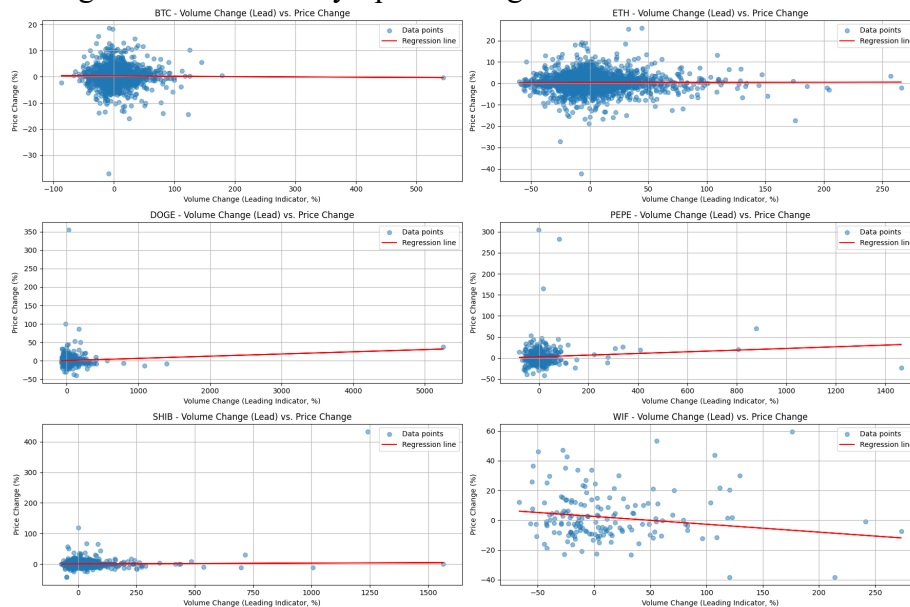 BTC - Volume Change (Lead) vs. Price Change
Data points
Regression line
20
10
0
−10
−20
−30
Price Change (%)
−100
0
100
200
300
400
500
Volume Change (Leading Indicator, %)
ETH - Volume Change (Lead) vs. Price Change
Data points
Regression line
20
10
0
−10
−20
−30
−40
Price Change (%)
−50
0
50
100
150
200
250
Volume Change (Leading Indicator, %)
DOGE - Volume Change (Lead) vs. Price Change
Data points
Regression line
350
300
250
200
150
100
50
0
−50
Price Change (%)
0
1000
2000
3000
4000
5000
Volume Change (Leading Indicator, %)
PEPE - Volume Change (Lead) vs. Price Change
Data points
Regression line
300
250
200
150
100
50
0
−50
Price Change (%)
0
200
400
600
800
1000
1200
1400
Volume Change (Leading Indicator, %)
SHIB - Volume Change (Lead) vs. Price Change
Data points
Regression line
400
300
200
100
0
Price Change (%)
0
250
500
750
1000
1250
1500
Volume Change (Leading Indicator, %)
WIF - Volume Change (Lead) vs. Price Change
Data points
Regression line
60
40
20
0
−20
−40
Price Change (%)
−50
0
50
100
150
200
250
Volume Change (Leading Indicator, %)